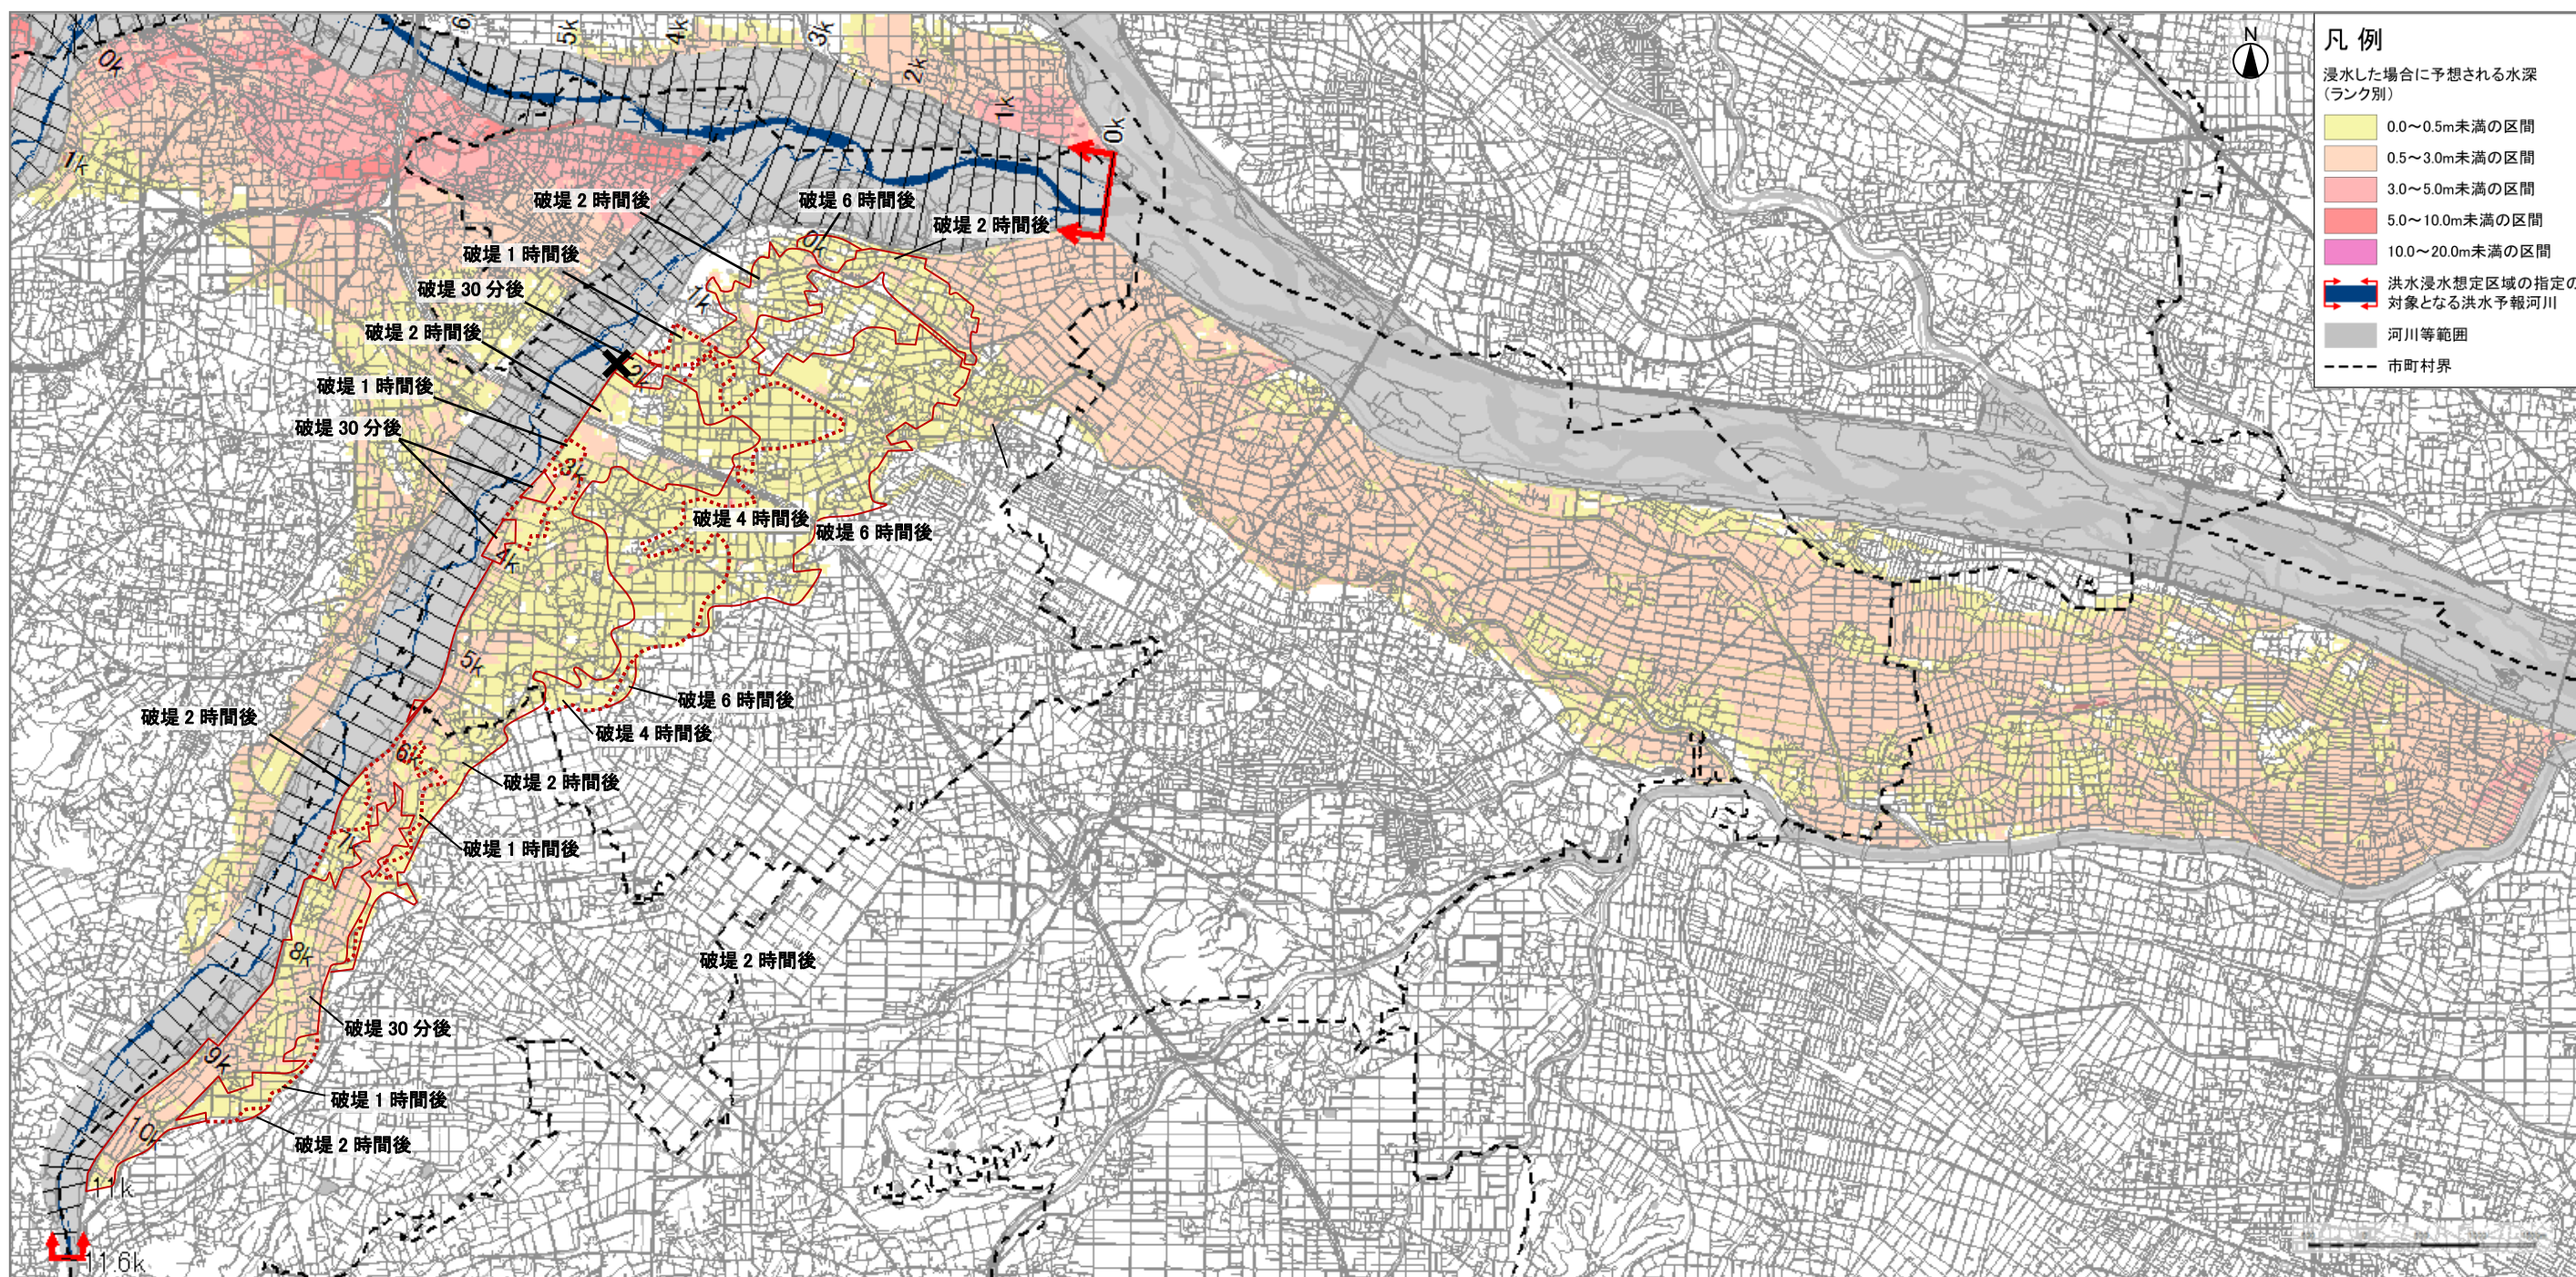 6
5k
4k
3k
2k
1k
0k
0k
1k
N
凡 例
浸水した場合に予想される水深
（ランク別）
0.0～0.5m未満の区間
0.5～3.0m未満の区間
3.0～5.0m未満の区間
5.0～10.0m未満の区間
10.0～20.0m未満の区間
洪水浸水想定区域の指定の
対象となる洪水予報河川
河川等範囲
市町村界
破堤 2 時間後
破堤 6 時間後
破堤 2 時間後
破堤 1 時間後
破堤 30 分後
破堤 2 時間後
破堤 1 時間後
破堤 30 分後
0k
1k
2k
3k
4k
5k
6k
7k
8k
9k
10k
11k
11.6k
破堤 4 時間後
破堤 6 時間後
破堤 6 時間後
破堤 4 時間後
破堤 2 時間後
破堤 2 時間後
破堤 1 時間後
破堤 2 時間後
破堤 30 分後
破堤 1 時間後
破堤 2 時間後